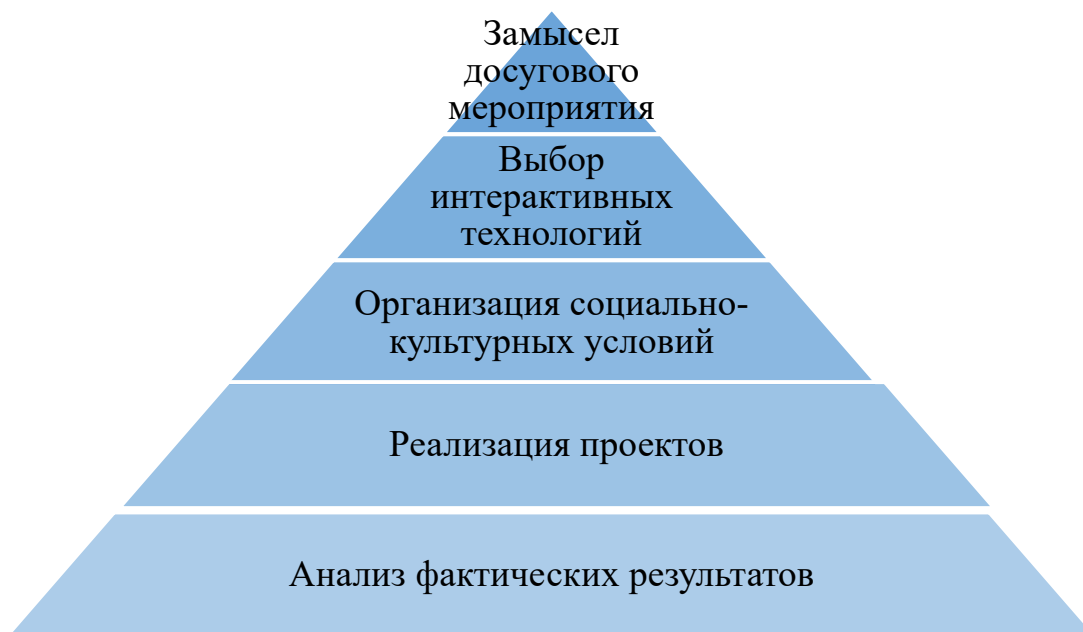 Замысел
досугового
мероприятия
Выбор
интерактивных
технологий
Организация социально-
культурных условий
Реализация проектов
Анализ фактических результатов